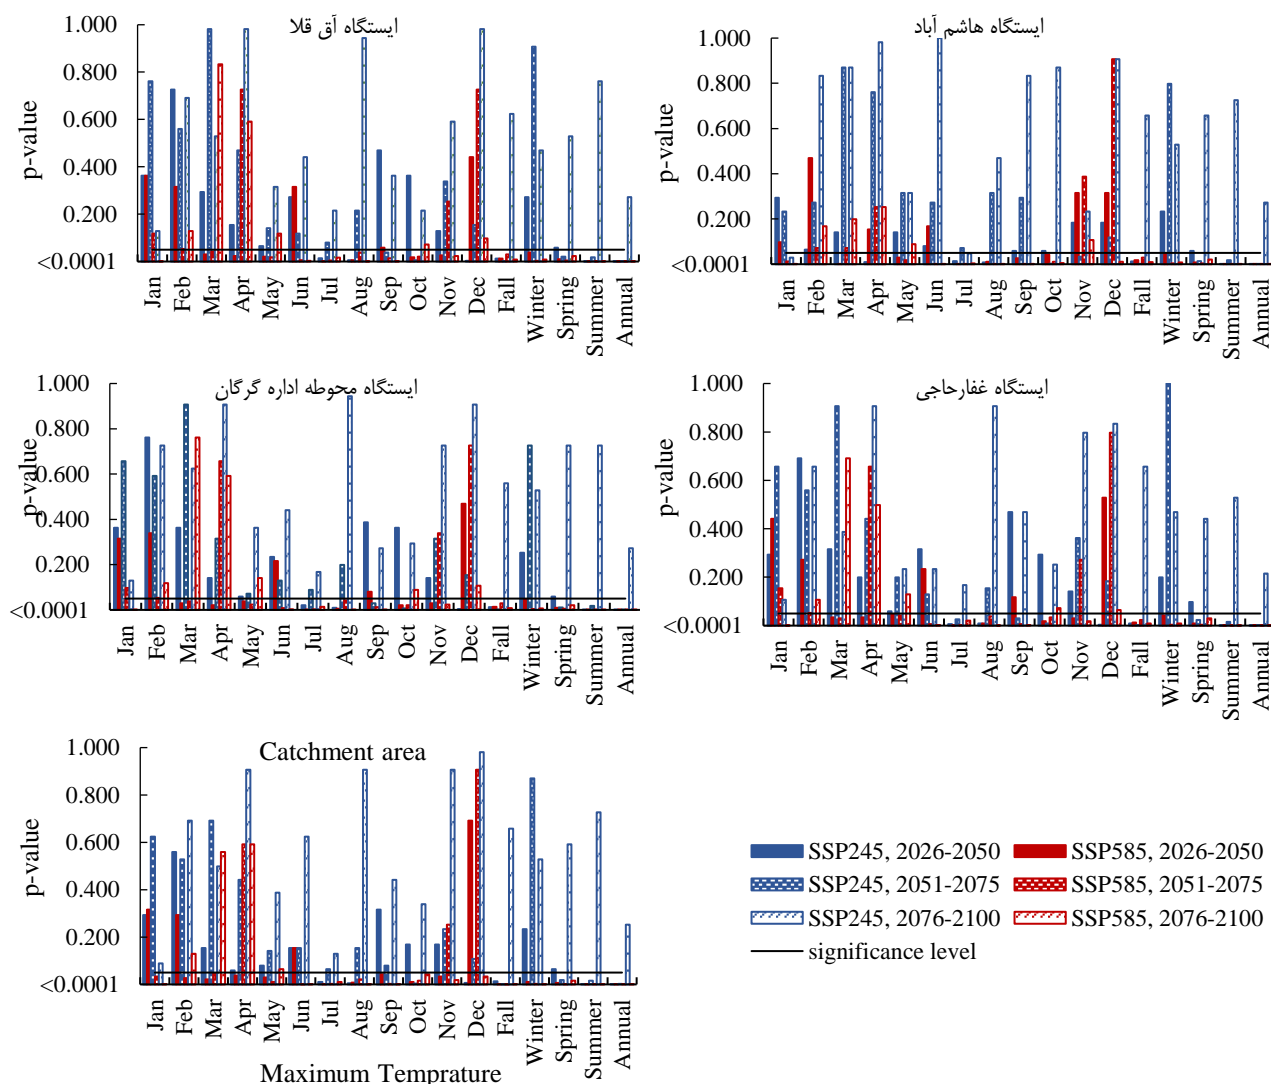 ایستگاه آق قلا
p-value
1.000
0.800
0.600
0.400
0.200
<0.0001
Jan
Feb
Mar
Apr
May
Jun
Jul
Aug
Sep
Oct
Nov
Dec
Fall
Winter
Spring
Summer
Annual
ایستگاه هاشم آباد
p-value
1.000
0.800
0.600
0.400
0.200
<0.0001
Jan
Feb
Mar
Apr
May
Jun
Jul
Aug
Sep
Oct
Nov
Dec
Fall
Winter
Spring
Summer
Annual
ایستگاه محوطه اداره گرگان
p-value
1.000
0.800
0.600
0.400
0.200
<0.0001
Jan
Feb
Mar
Apr
May
Jun
Jul
Aug
Sep
Oct
Nov
Dec
Fall
Winter
Spring
Summer
Annual
ایستگاه غفارحاجی
p-value
1.000
0.800
0.600
0.400
0.200
<0.0001
Jan
Feb
Mar
Apr
May
Jun
Jul
Aug
Sep
Oct
Nov
Dec
Fall
Winter
Spring
Summer
Annual
Catchment area
p-value
1.000
0.800
0.600
0.400
0.200
<0.0001
Jan
Feb
Mar
Apr
May
Jun
Jul
Aug
Sep
Oct
Nov
Dec
Fall
Winter
Spring
Summer
Annual
Maximum Temprature
SSP245, 2026-2050
SSP585, 2026-2050
SSP245, 2051-2075
SSP585, 2051-2075
SSP245, 2076-2100
SSP585, 2076-2100
significance level